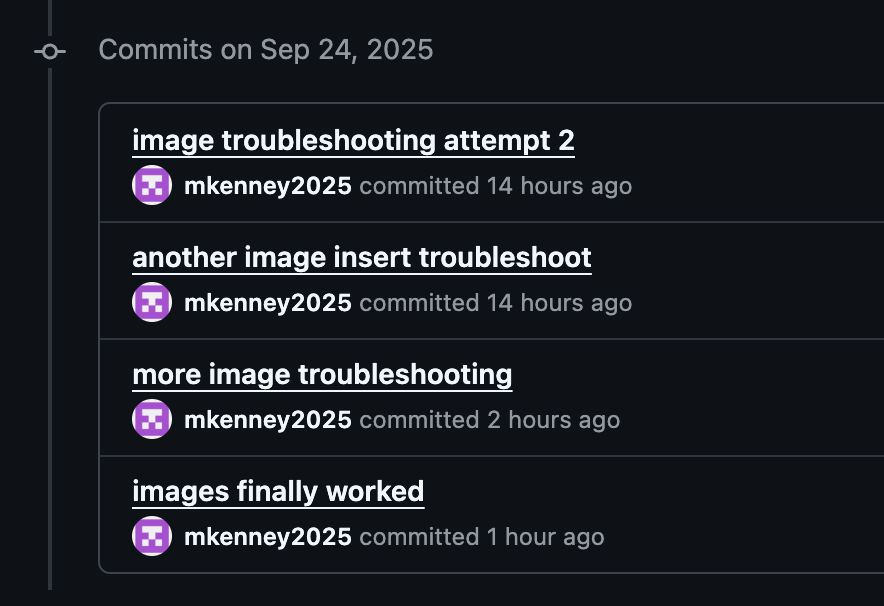 Commits on Sep 24, 2025
image troubleshooting attempt 2
mkenney2025 committed 14 hours ago
another image insert troubleshoot
mkenney2025 committed 14 hours ago
more image troubleshooting
mkenney2025 committed 2 hours ago
images finally worked
mkenney2025 committed 1 hour ago